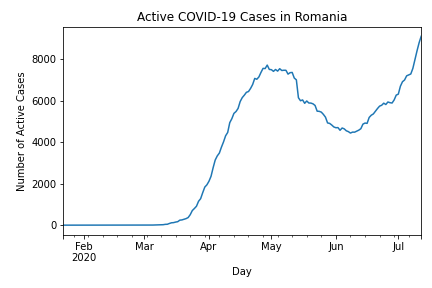 Active COVID-19 Cases in Romania
Number of Active Cases
8000
6000
4000
2000
0
Feb Mar Apr May Jun Jul
2020
Day